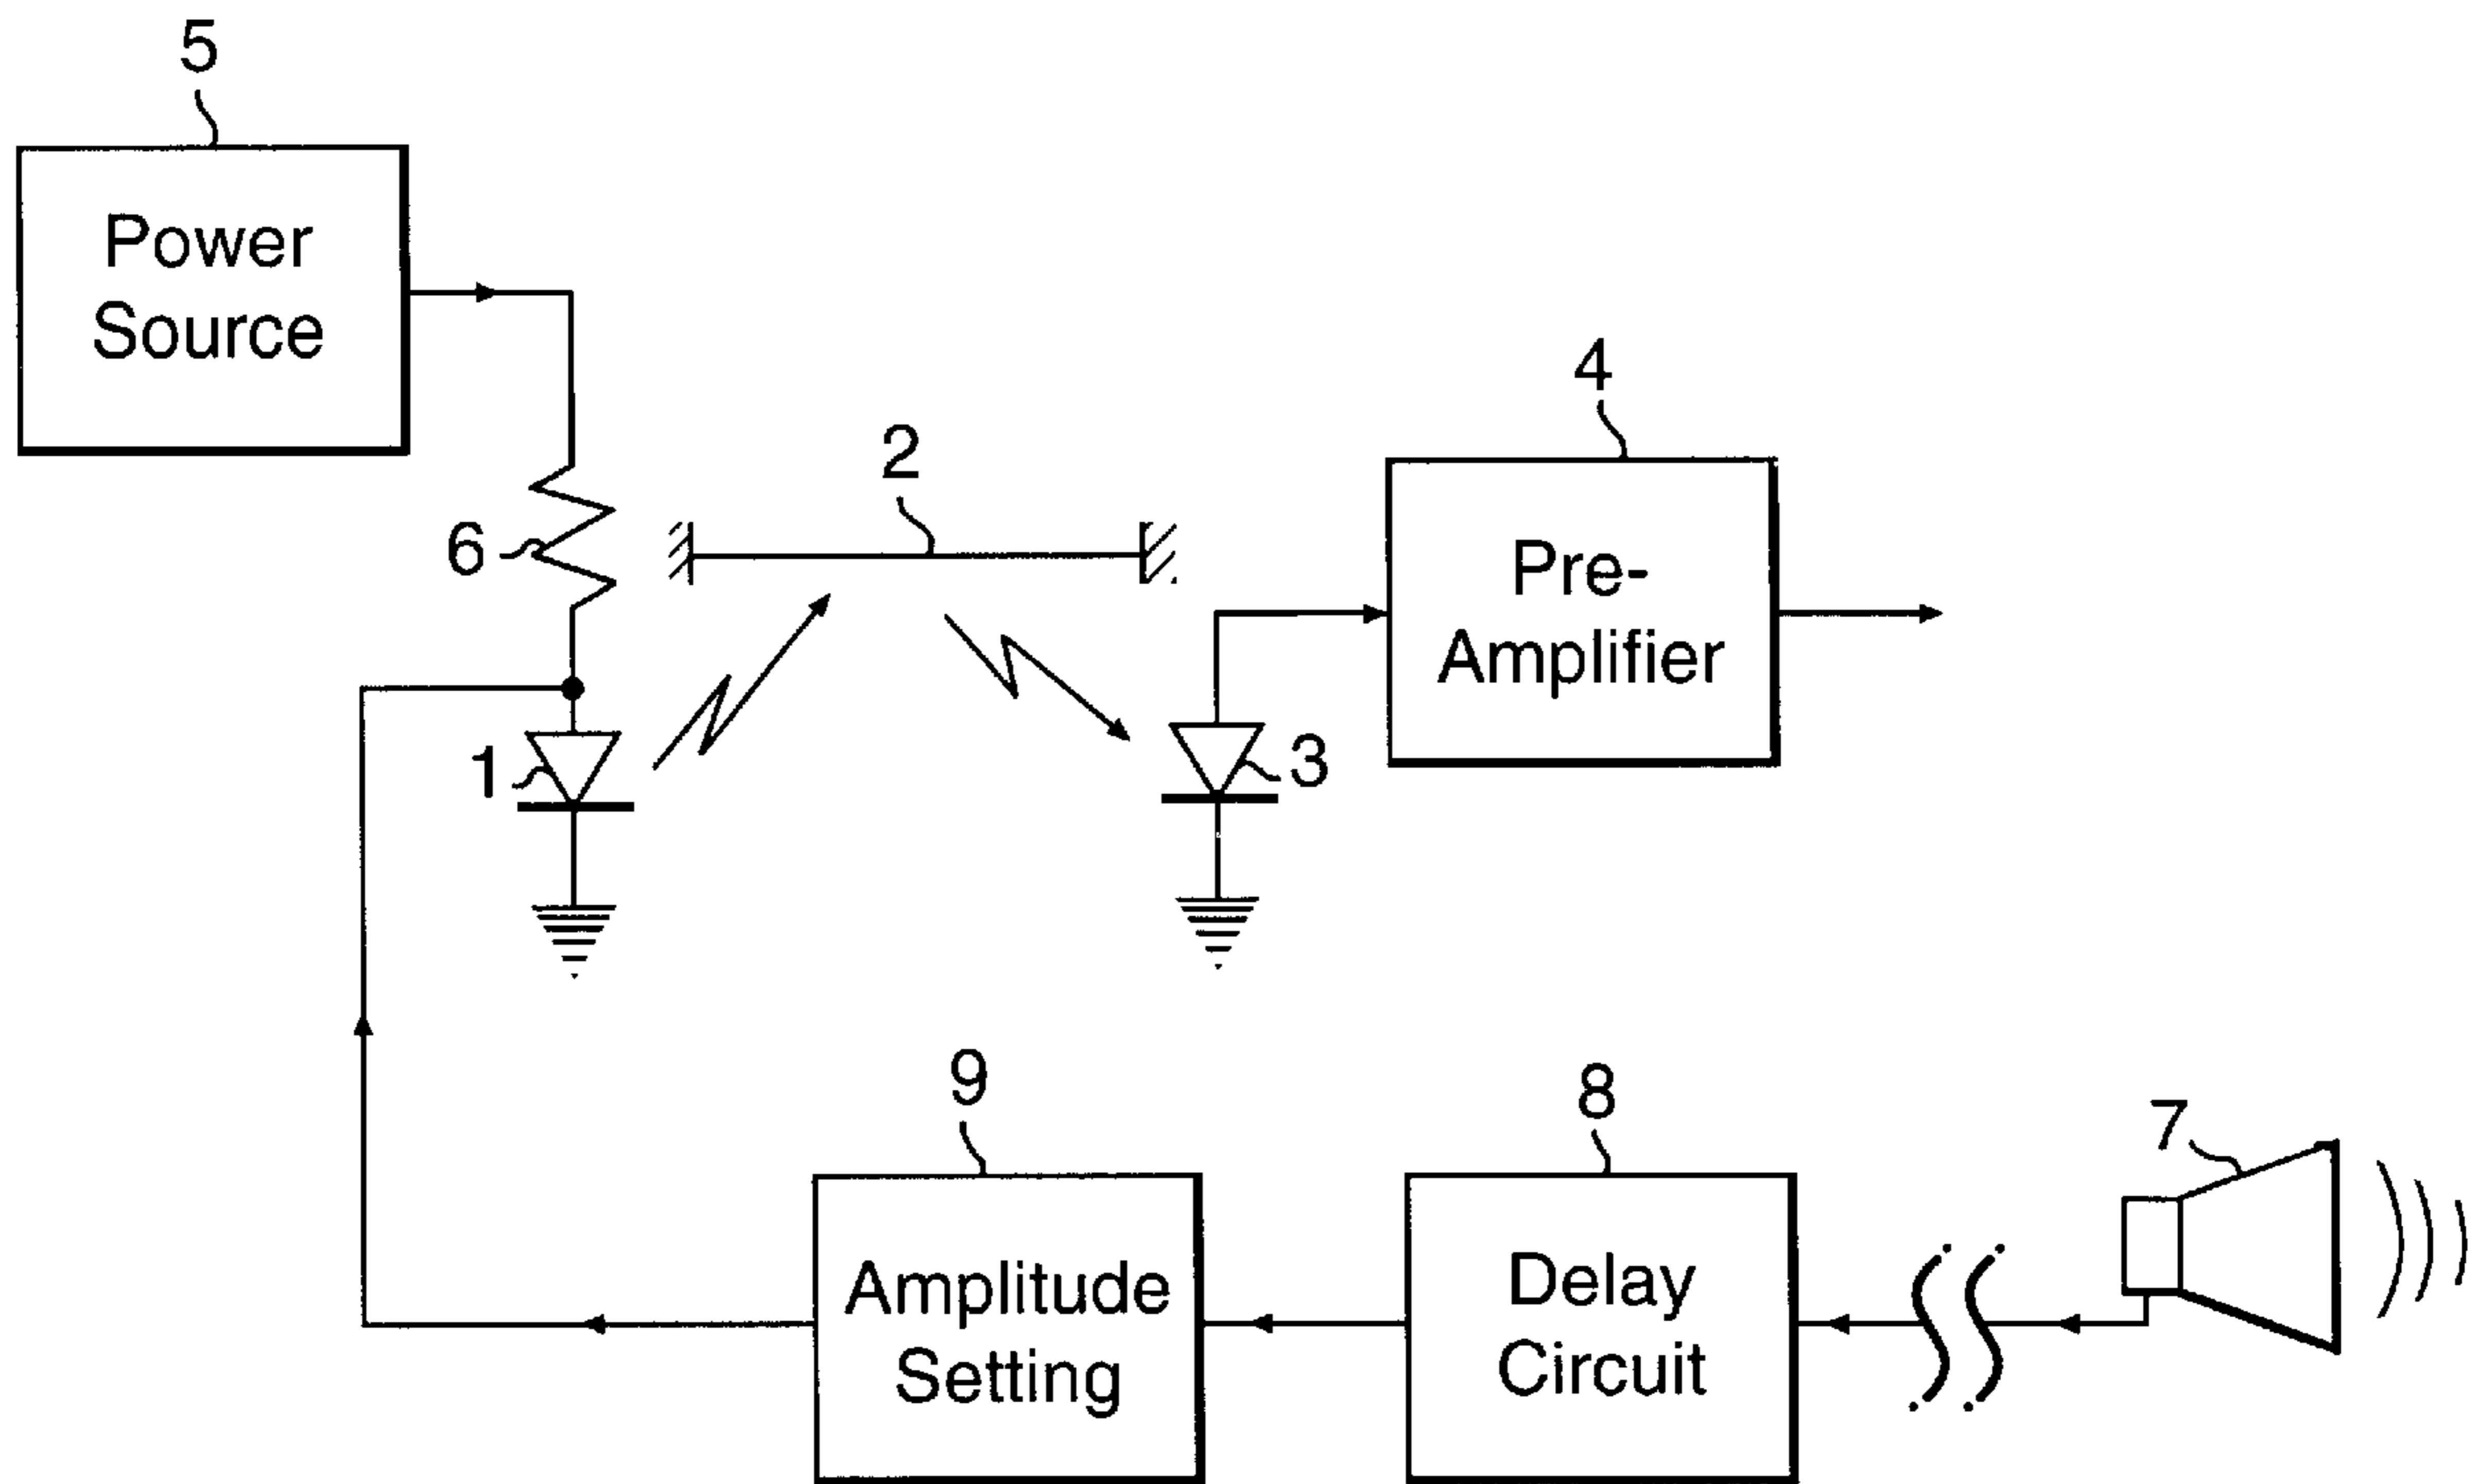 5
Power
Source
4
2
6
Pre-
Amplifier
1
3
9
8
7
Amplitude
Setting
Delay
Circuit